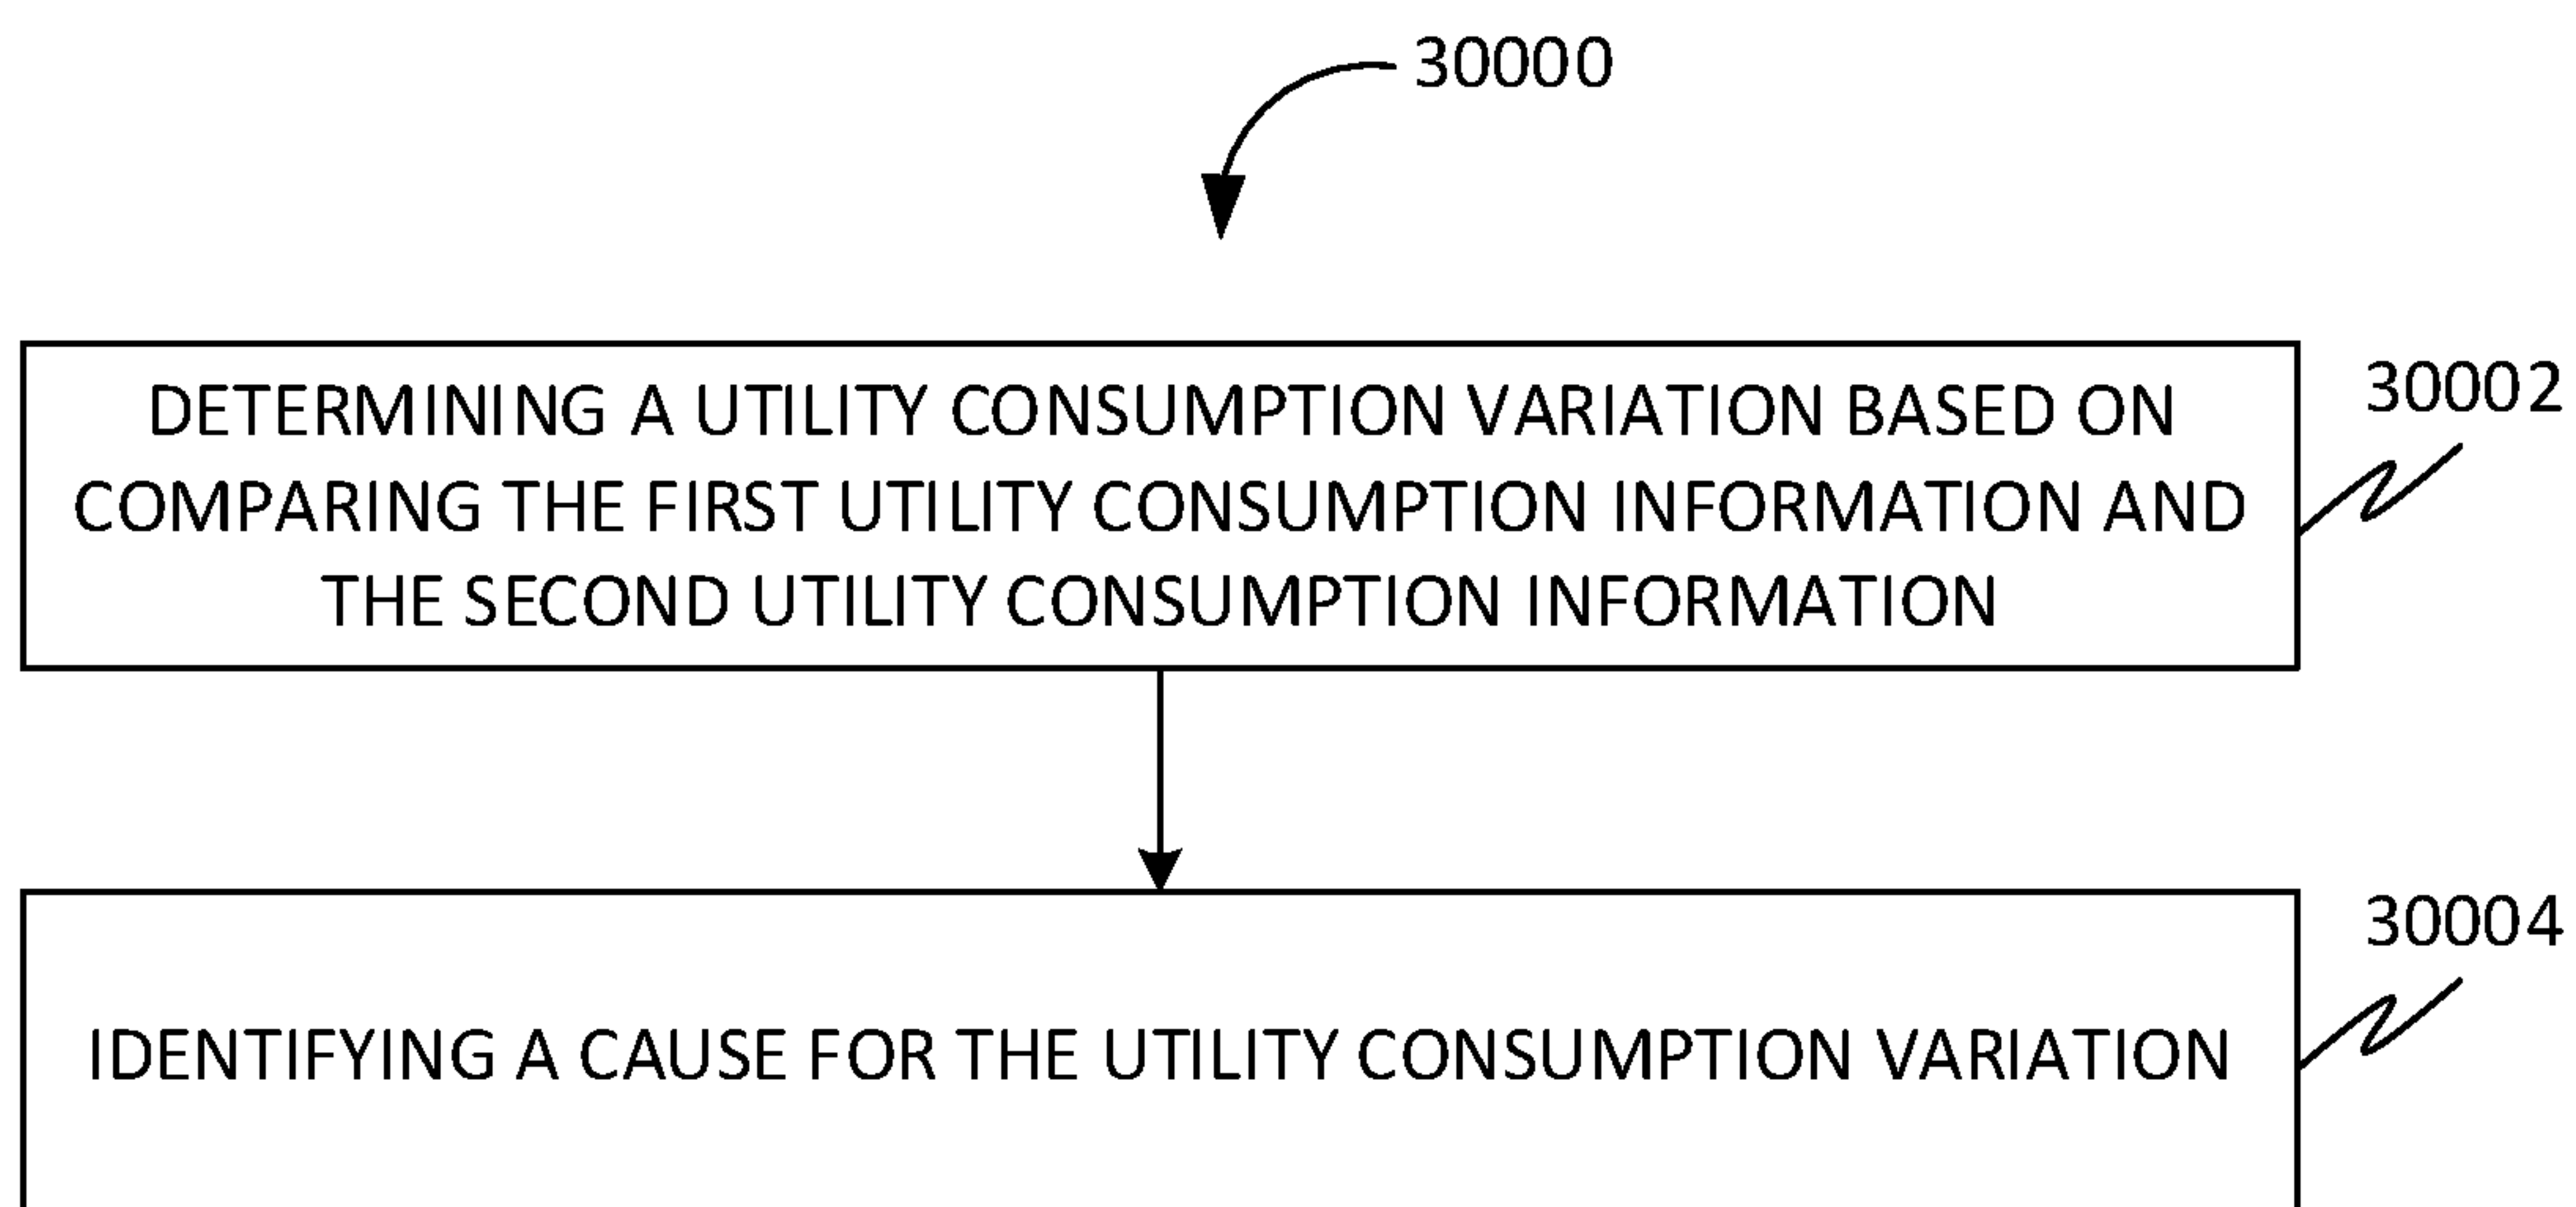 30000
DETERMINING A UTILITY CONSUMPTION VARIATION BASED ON
COMPARING THE FIRST UTILITY CONSUMPTION INFORMATION AND
THE SECOND UTILITY CONSUMPTION INFORMATION
30002
IDENTIFYING A CAUSE FOR THE UTILITY CONSUMPTION VARIATION
30004